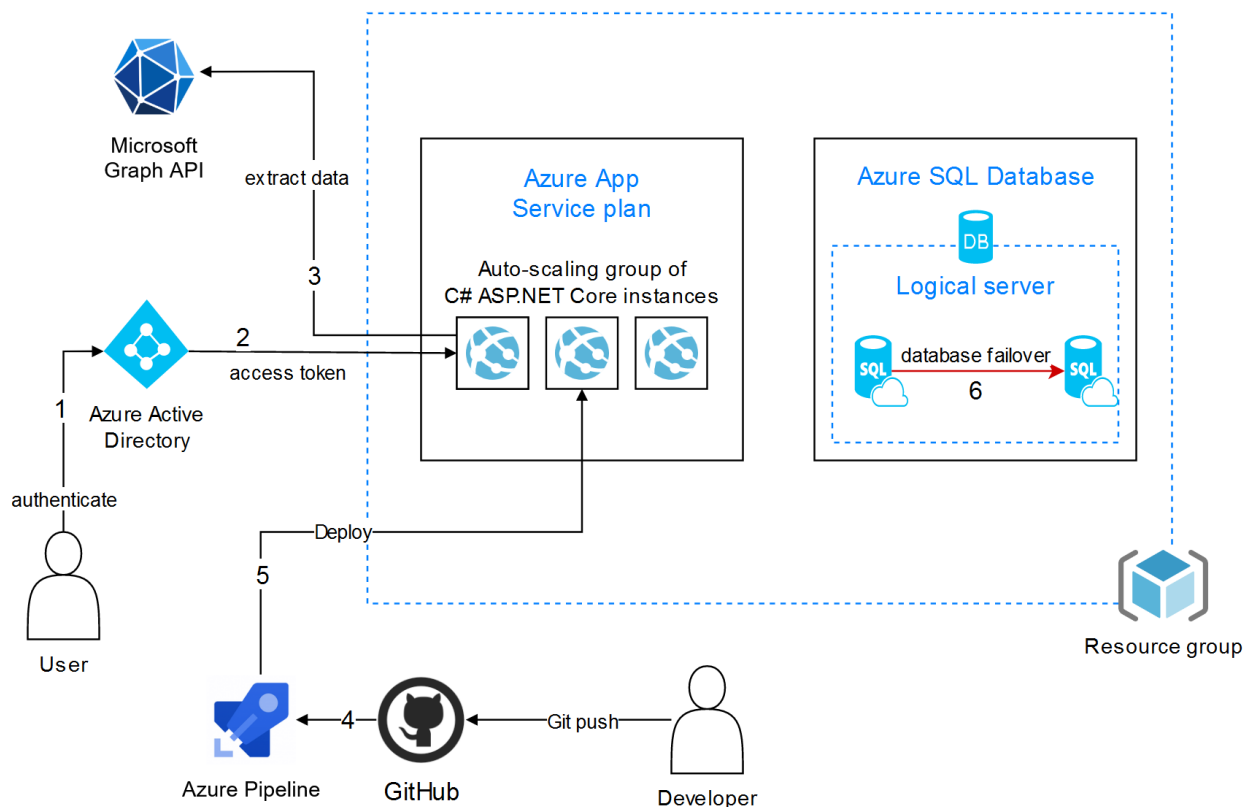 Microsoft
Graph API
extract data
3
Azure App
Service plan
Auto-scaling group of
C# ASP.NET Core instances
Azure SQL Database
DB
Logical server
SQL
database failover
6
SQL
2
access token
Azure Active
Directory
1
authenticate
User
Deploy
5
Resource group
Azure Pipeline
4
GitHub
Git push
Developer